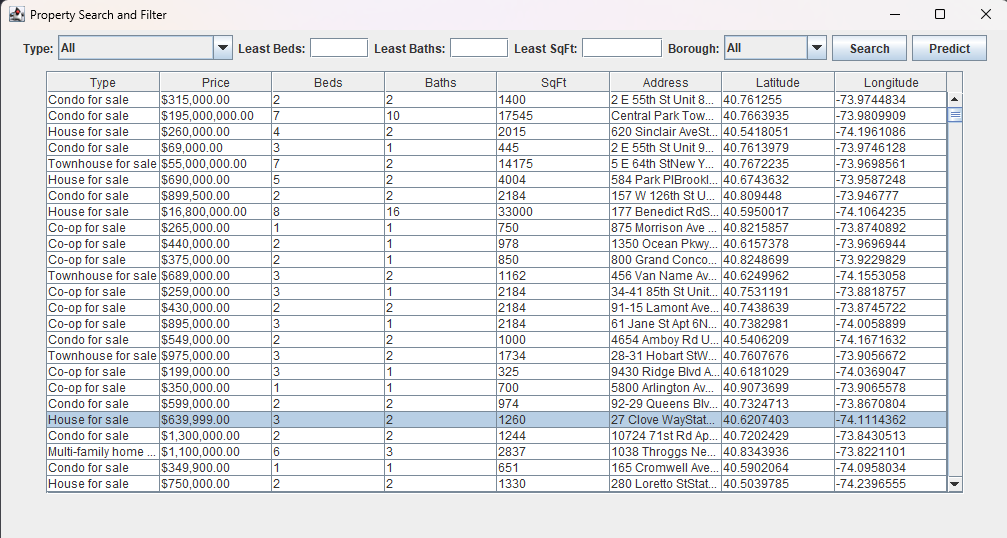 Property Search and Filter
Type: All Least Beds: Least Baths: Least SqFt: Borough: All Search Predict
Type Price Beds Baths SqFt Address Latitude Longitude
Condo for sale $315,000.00 2 2 1400 2 E 55th St Unit 8... 40.761255 -73.9744834
Condo for sale $195,000,000.00 7 10 17545 Central Park Tow... 40.7663935 -73.9809909
House for sale $260,000.00 4 2 2015 620 Sinclair AveSt... 40.5418051 -74.1961086
Condo for sale $69,000.00 3 1 445 2 E 55th St Unit 9... 40.7613979 -73.9746128
Townhouse for sale $55,000,000.00 7 2 14175 5 E 64th StNew Y... 40.7672235 -73.9698561
House for sale $690,000.00 5 2 4004 584 Park PlBrookl... 40.6743632 -73.9587248
Condo for sale $899,500.00 2 2 2184 157 W 126th St U... 40.809448 -73.946777
House for sale $16,800,000.00 8 16 33000 177 Benedict RdS... 40.5950017 -74.1064235
Co-op for sale $265,000.00 1 1 750 875 Morrison Ave ... 40.8215857 -73.8740892
Co-op for sale $440,000.00 2 1 978 1350 Ocean Pkwy... 40.6157378 -73.9696944
Co-op for sale $375,000.00 2 1 850 800 Grand Conco... 40.8248699 -73.9229829
Townhouse for sale $689,000.00 3 2 1162 456 Van Name Av... 40.6249962 -74.1553058
Co-op for sale $259,000.00 3 1 2184 34-41 85th St Unit... 40.7531191 -73.8818757
Co-op for sale $430,000.00 2 2 2184 91-15 Lamont Ave... 40.7438639 -73.8745722
Co-op for sale $895,000.00 3 1 2184 61 Jane St Apt 6N... 40.7382981 -74.0058899
Condo for sale $549,000.00 2 2 1000 4654 Amboy Rd U... 40.5406209 -74.1671632
Townhouse for sale $975,000.00 3 2 1734 28-31 Hobart StW... 40.7607676 -73.9056672
Co-op for sale $199,000.00 3 1 325 9430 Ridge Blvd A... 40.6181029 -74.0369047
Co-op for sale $350,000.00 1 1 700 5800 Arlington Av... 40.9073699 -73.9065578
Condo for sale $599,000.00 2 2 974 92-29 Queens Blv... 40.7324713 -73.8670804
House for sale $639,999.00 3 2 1260 27 Clove WayStat... 40.6207403 -74.1114362
Condo for sale $1,300,000.00 2 2 1244 10724 71st Rd Ap... 40.7202429 -73.8430513
Multi-family home ... $1,100,000.00 6 3 2837 1038 Throggs Ne... 40.8343936 -73.8221101
Condo for sale $349,900.00 1 1 651 165 Cromwell Ave... 40.5902064 -74.0958034
House for sale $750,000.00 2 2 1330 280 Loretto StStat... 40.5039785 -74.2396555